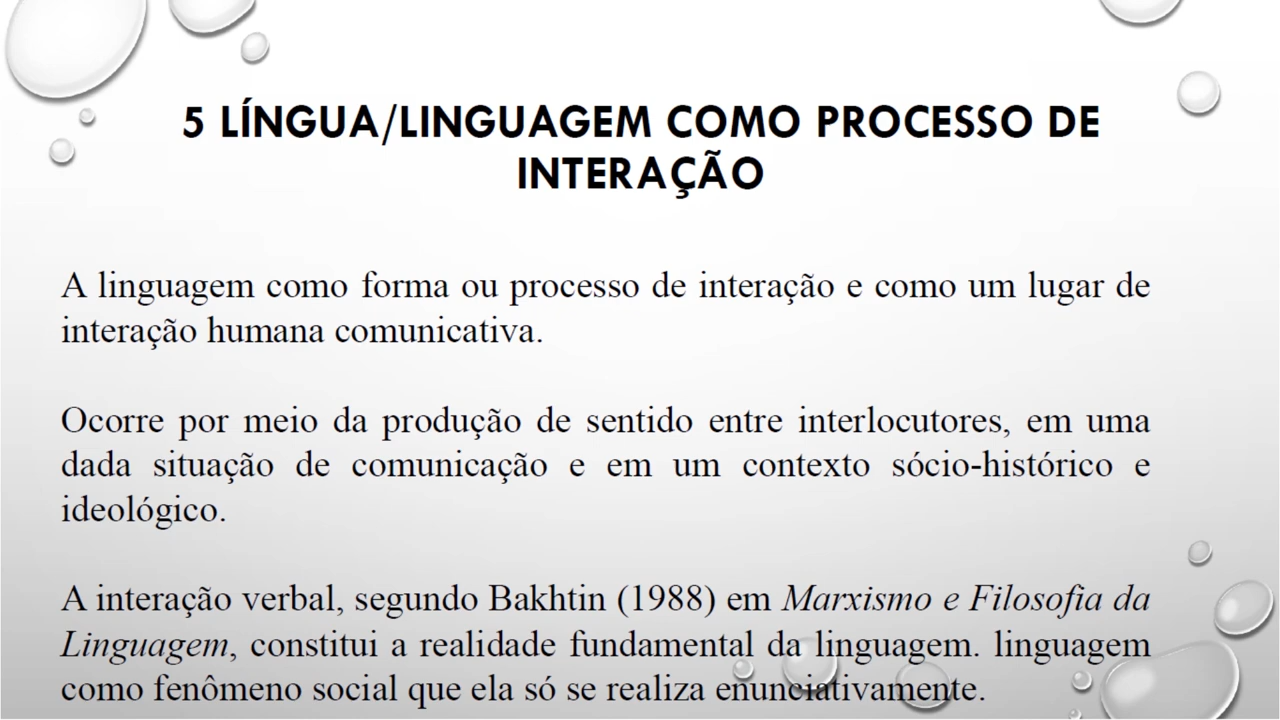 5 LÍNGUA/LINGUAGEM COMO PROCESSO DE
INTERAÇÃO
A linguagem como forma ou processo de interação e como um lugar de
interação humana comunicativa.
Ocorre por meio da produção de sentido entre interlocutores, em uma
dada situação de comunicação e em um contexto sócio-histórico e
ideológico.
A interação verbal, segundo Bakhtin (1988) em Marxismo e Filosofia da
Linguagem, constitui a realidade fundamental da linguagem. linguagem
como fenômeno social que ela só se realiza enunciativamente.